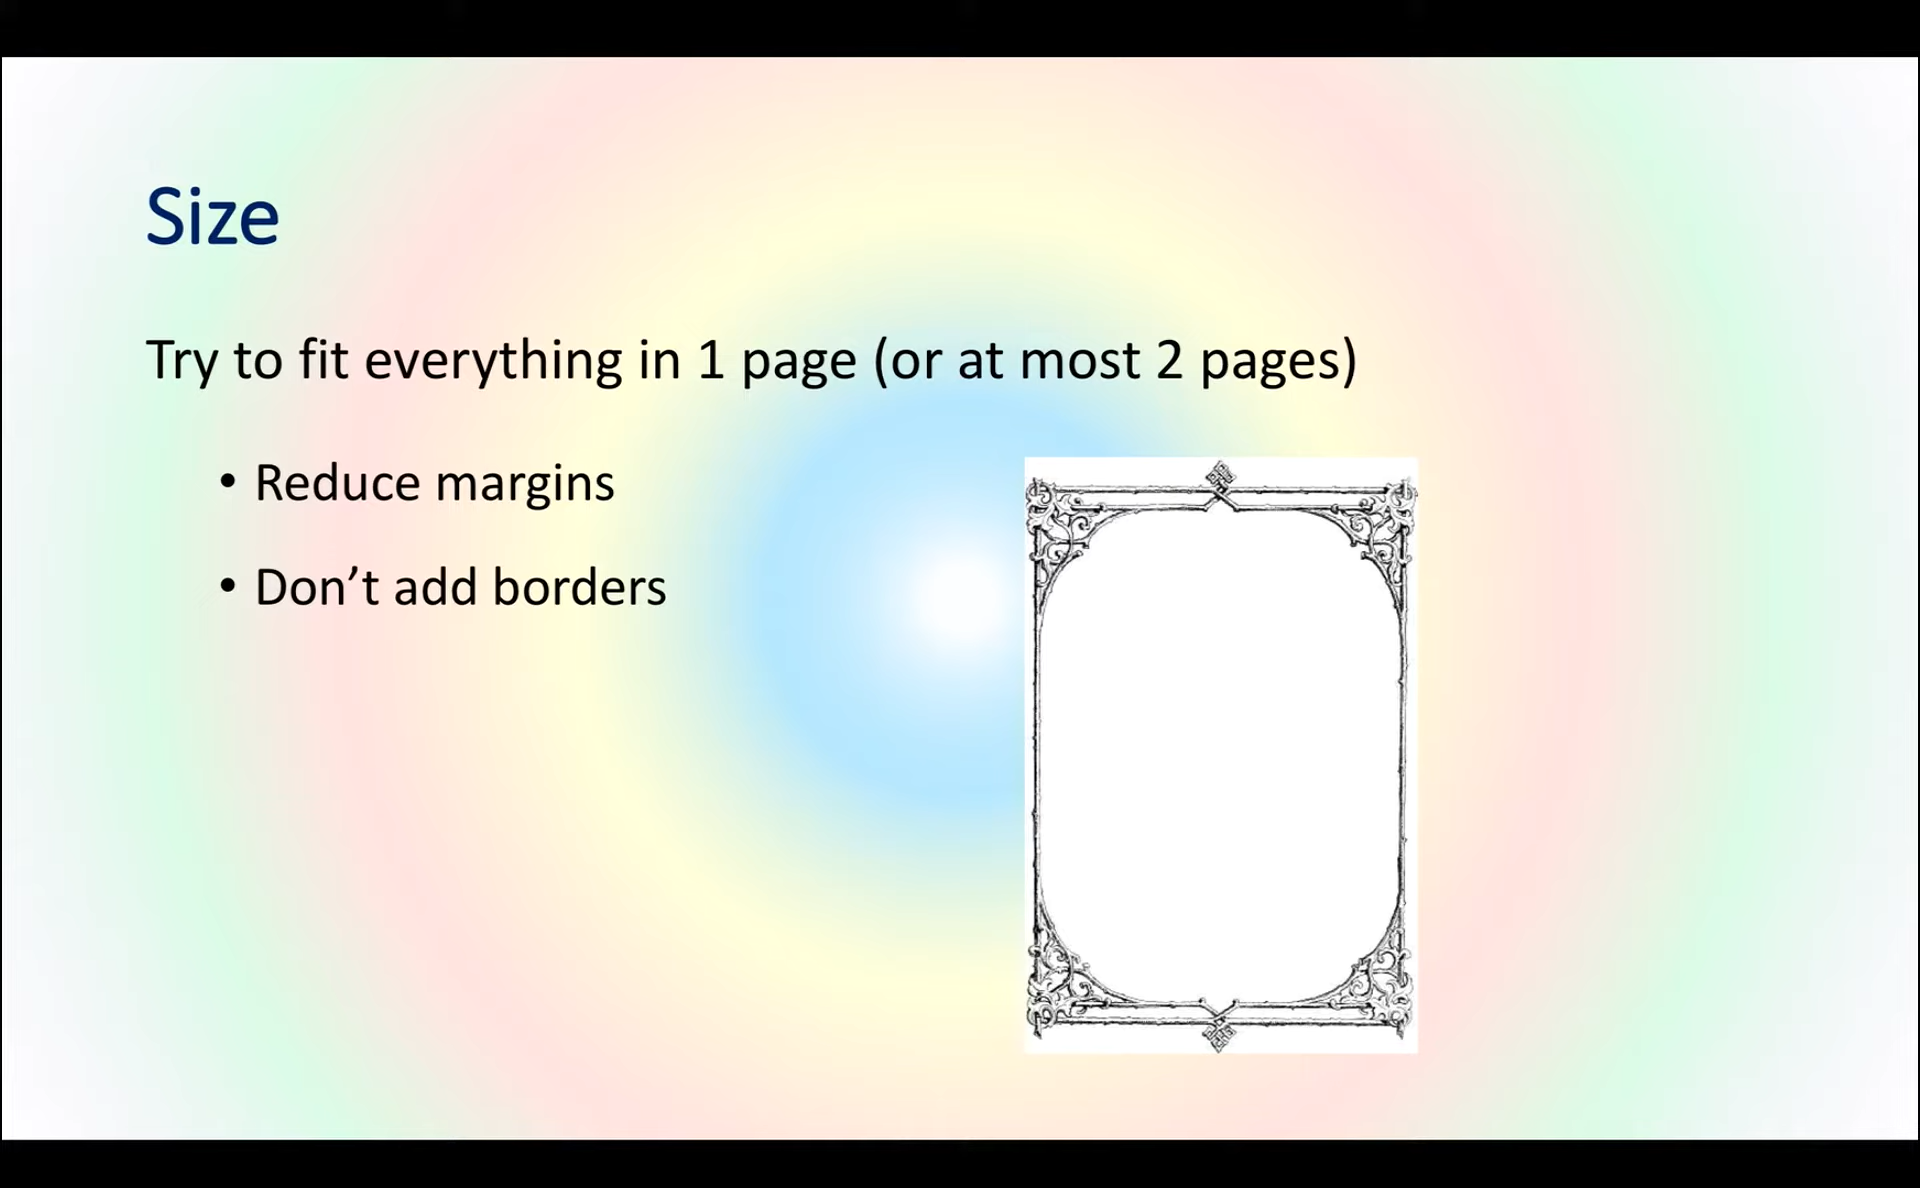 Size
Try to fit everything in 1 page (or at most 2 pages)
• Reduce margins
• Don’t add borders